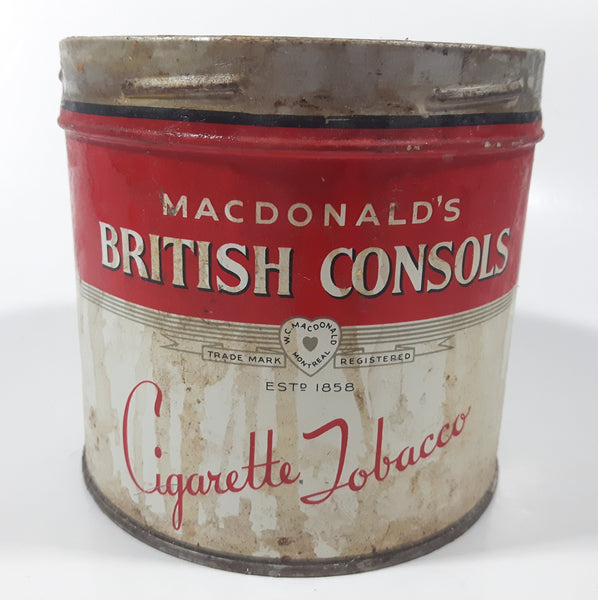 MACDONALD'S
BRITISH CONSOLS
W.C. MACDONALD
TRADE MARK REGISTERED
MONTREAL
ESTD 1858
Cigarette Tobacco